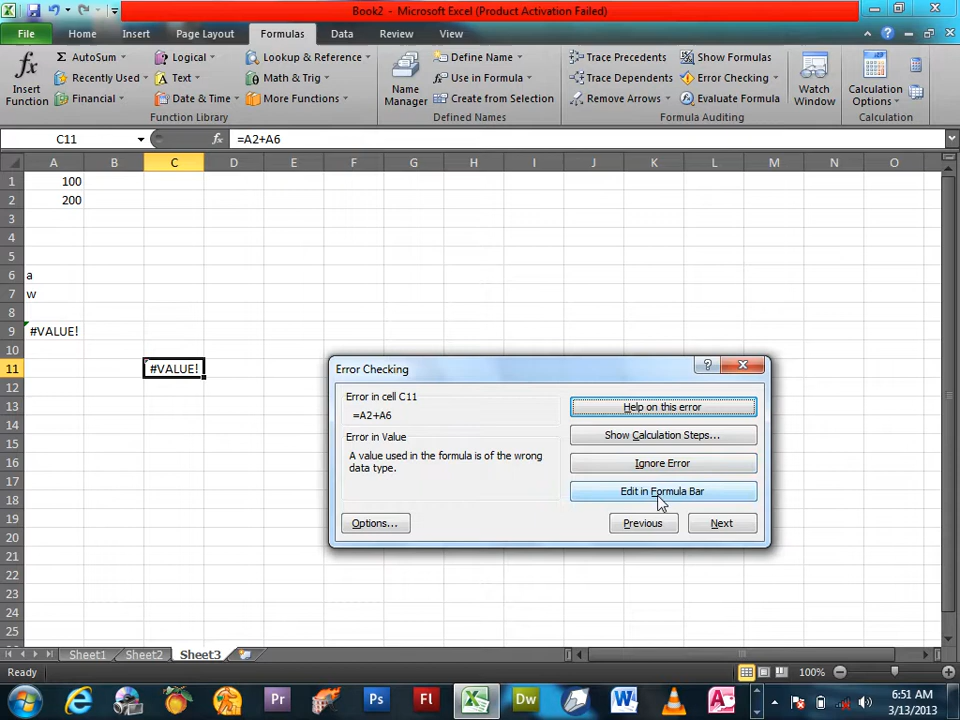 Book2 - Microsoft Excel (Product Activation Failed)
File Home Insert Page Layout Formulas Data Review View
fx Insert Function
Σ AutoSum Logical Lookup & Reference
Recently Used Text Math & Trig
Financial Date & Time More Functions
Function Library
Name Manager
Define Name
Use in Formula
Create from Selection
Defined Names
Trace Precedents Show Formulas
Trace Dependents Error Checking
Remove Arrows Evaluate Formula
Formula Auditing
Watch Window
Calculation Options
Calculation
C11 fx =A2+A6
A B C D E F G H I J K L M N O
1 100
2 200
3
4
5
6 a
7 w
8
9 #VALUE!
10
11 #VALUE!
12
13
14
15
16
17
18
19
20
21
22
23
24
25
Error Checking
Error in cell C11
=A2+A6
Error in Value
A value used in the formula is of the wrong
data type.
Help on this error
Show Calculation Steps...
Ignore Error
Edit in Formula Bar
Options... Previous Next
Sheet1 Sheet2 Sheet3
Ready 100%
Pr Ps Fl Dw W A
6:51 AM
3/13/2013